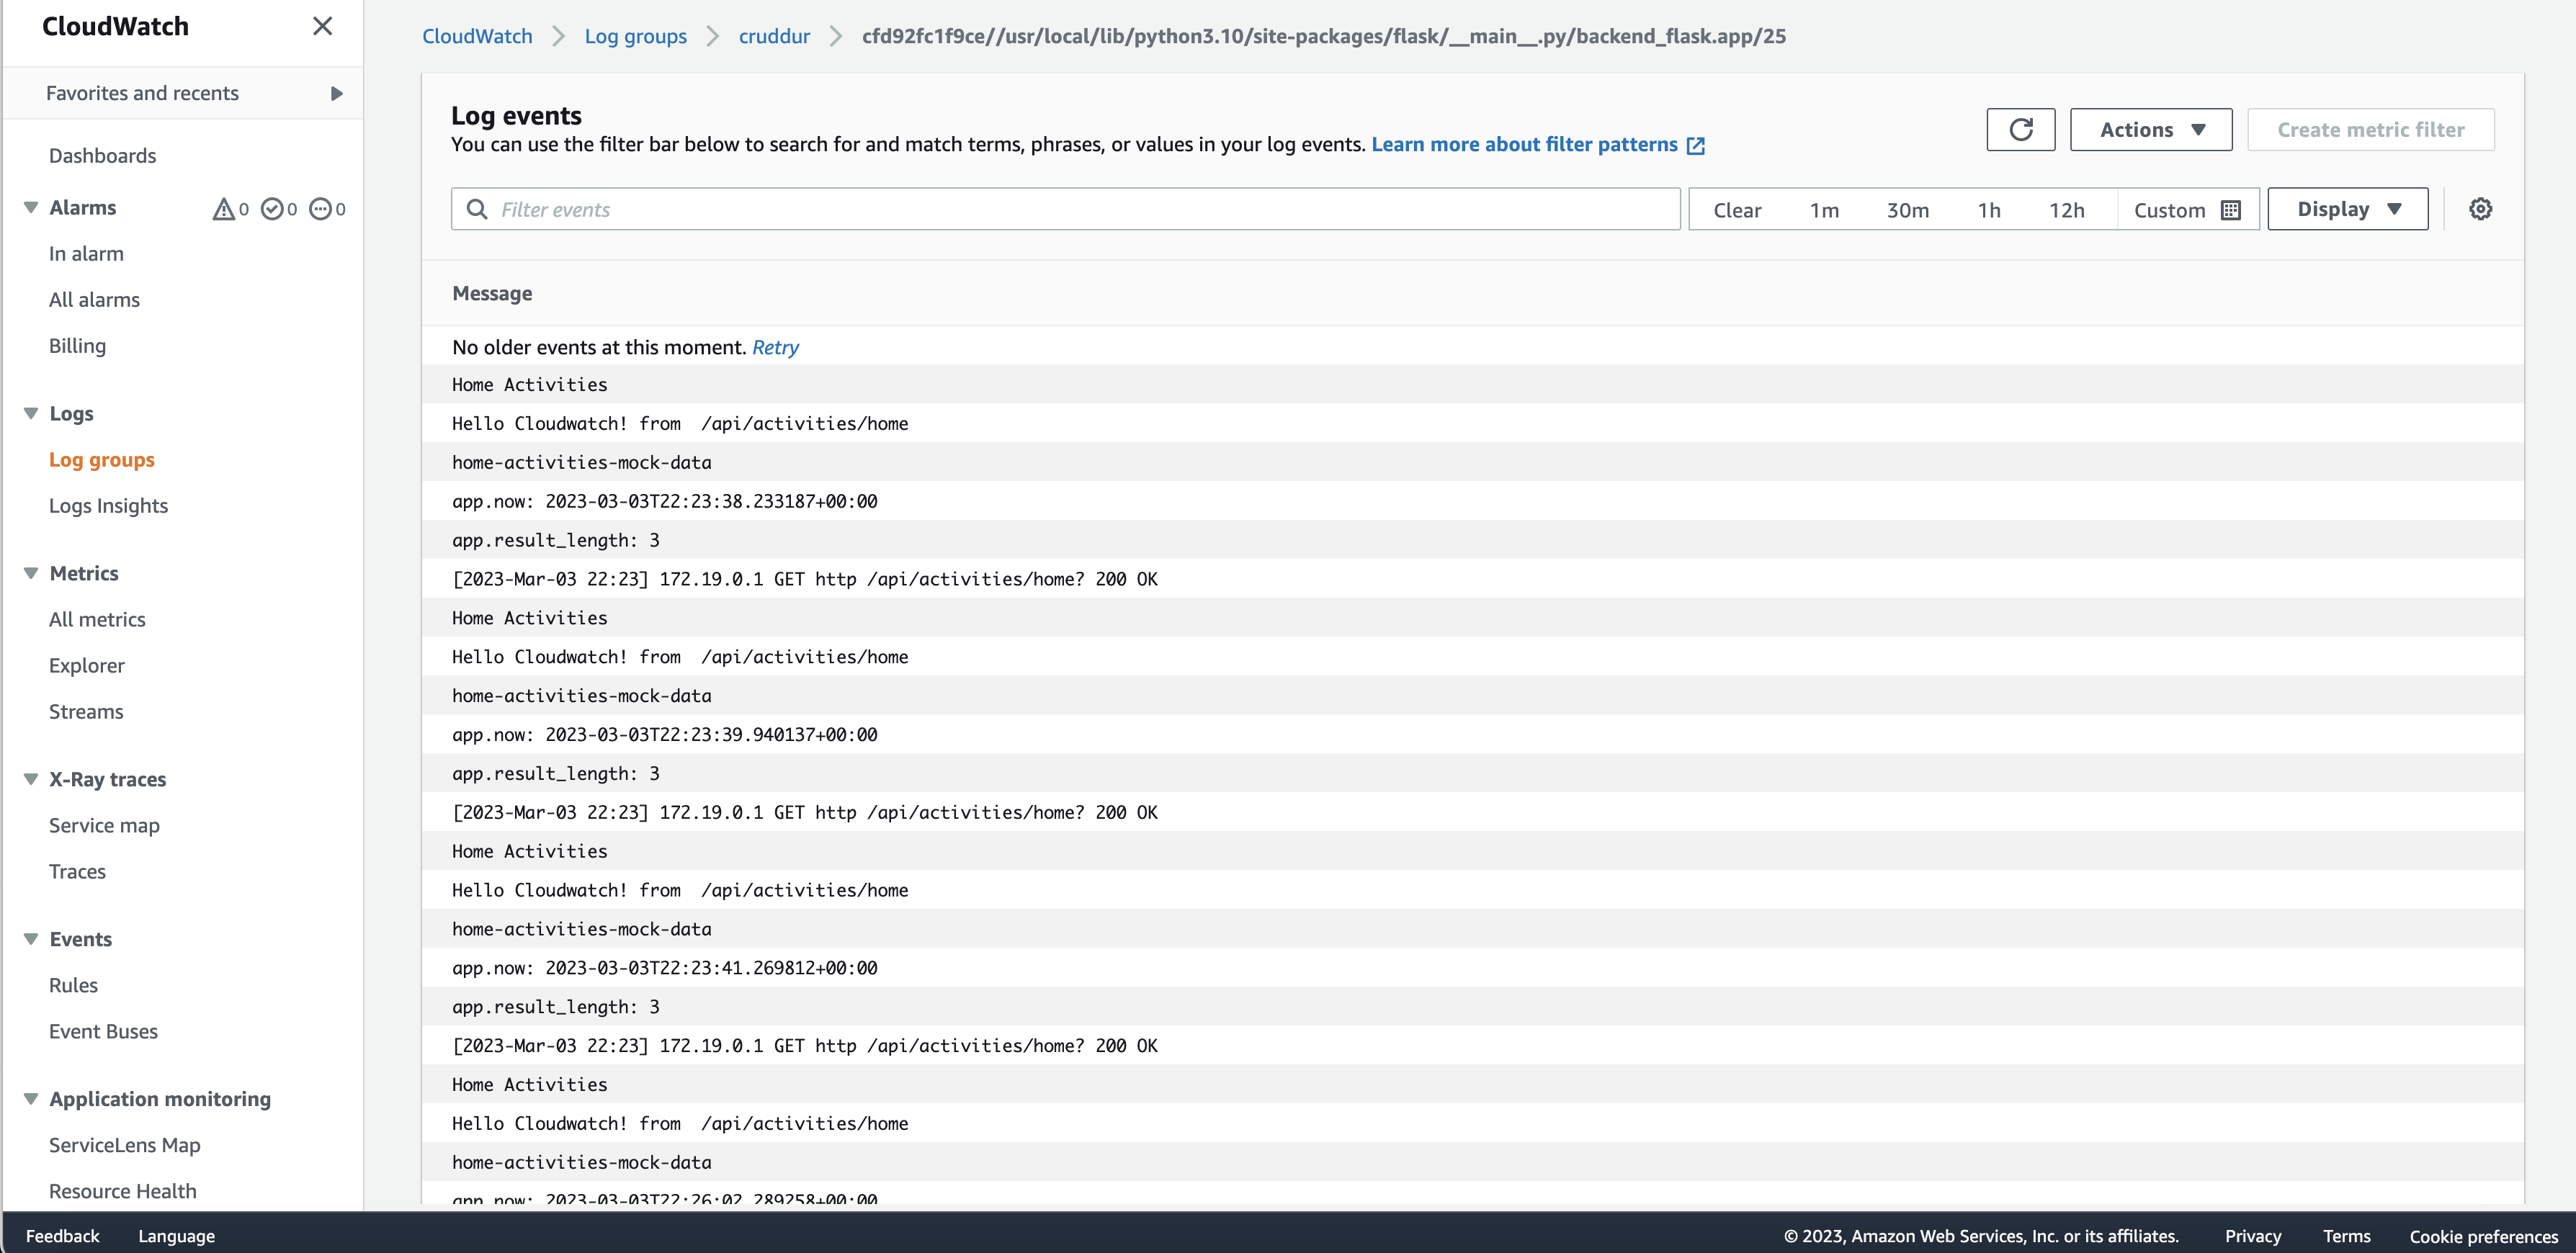 CloudWatch
Favorites and recents
Dashboards
Alarms 0 0 0
In alarm
All alarms
Billing
Logs
Log groups
Logs Insights
Metrics
All metrics
Explorer
Streams
X-Ray traces
Service map
Traces
Events
Rules
Event Buses
Application monitoring
ServiceLens Map
Resource Health
CloudWatch > Log groups > cruddur > cfd92fc1f9ce//usr/local/lib/python3.10/site-packages/flask/__main__.py/backend_flask.app/25
Log events
You can use the filter bar below to search for and match terms, phrases, or values in your log events. Learn more about filter patterns
Actions
Create metric filter
Filter events
Clear 1m 30m 1h 12h Custom
Display
Message
No older events at this moment. Retry
Home Activities
Hello Cloudwatch! from  /api/activities/home
home-activities-mock-data
app.now: 2023-03-03T22:23:38.233187+00:00
app.result_length: 3
[2023-Mar-03 22:23] 172.19.0.1 GET http /api/activities/home? 200 OK
Home Activities
Hello Cloudwatch! from  /api/activities/home
home-activities-mock-data
app.now: 2023-03-03T22:23:39.940137+00:00
app.result_length: 3
[2023-Mar-03 22:23] 172.19.0.1 GET http /api/activities/home? 200 OK
Home Activities
Hello Cloudwatch! from  /api/activities/home
home-activities-mock-data
app.now: 2023-03-03T22:23:41.269812+00:00
app.result_length: 3
[2023-Mar-03 22:23] 172.19.0.1 GET http /api/activities/home? 200 OK
Home Activities
Hello Cloudwatch! from  /api/activities/home
home-activities-mock-data
app.now: 2023-03-03T22:26:02.289258+00:00
Feedback Language
© 2023, Amazon Web Services, Inc. or its affiliates. Privacy Terms Cookie preferences